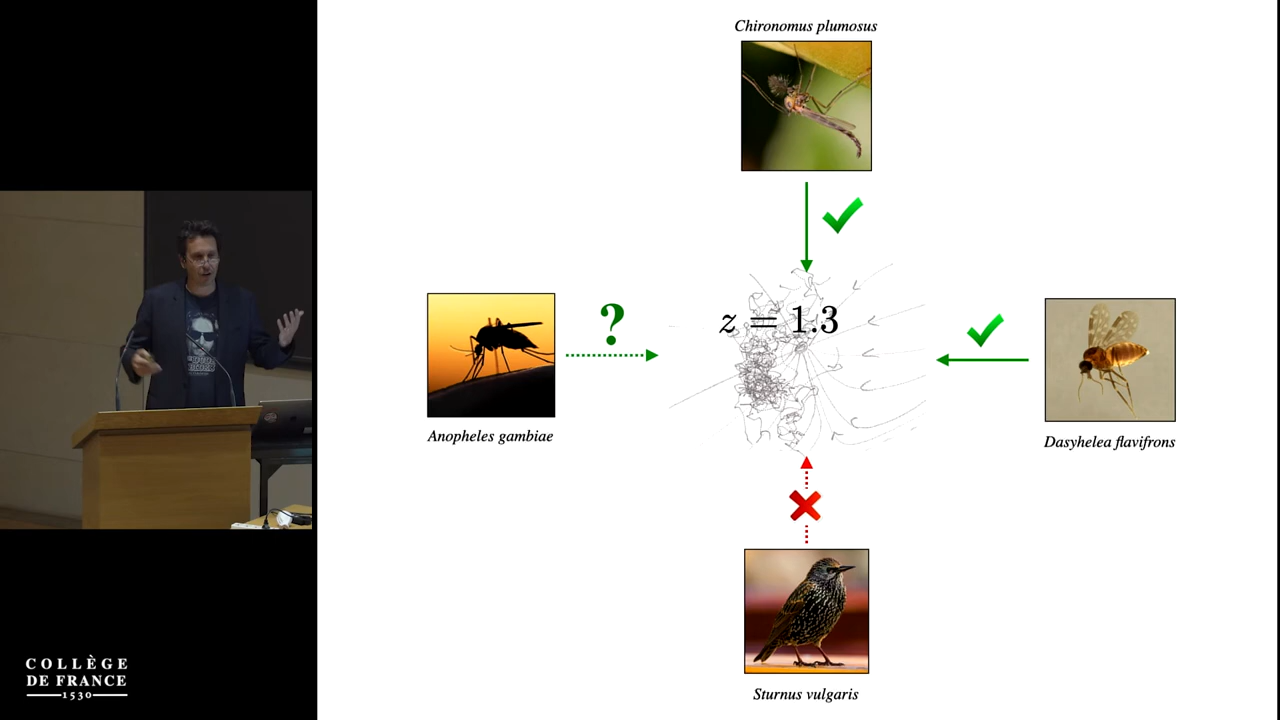 Chironomus plumosus
z = 1.3
?
Anopheles gambiae
Dasyhelea flavifrons
Sturnus vulgaris
COLLÈGE
DE FRANCE
1530